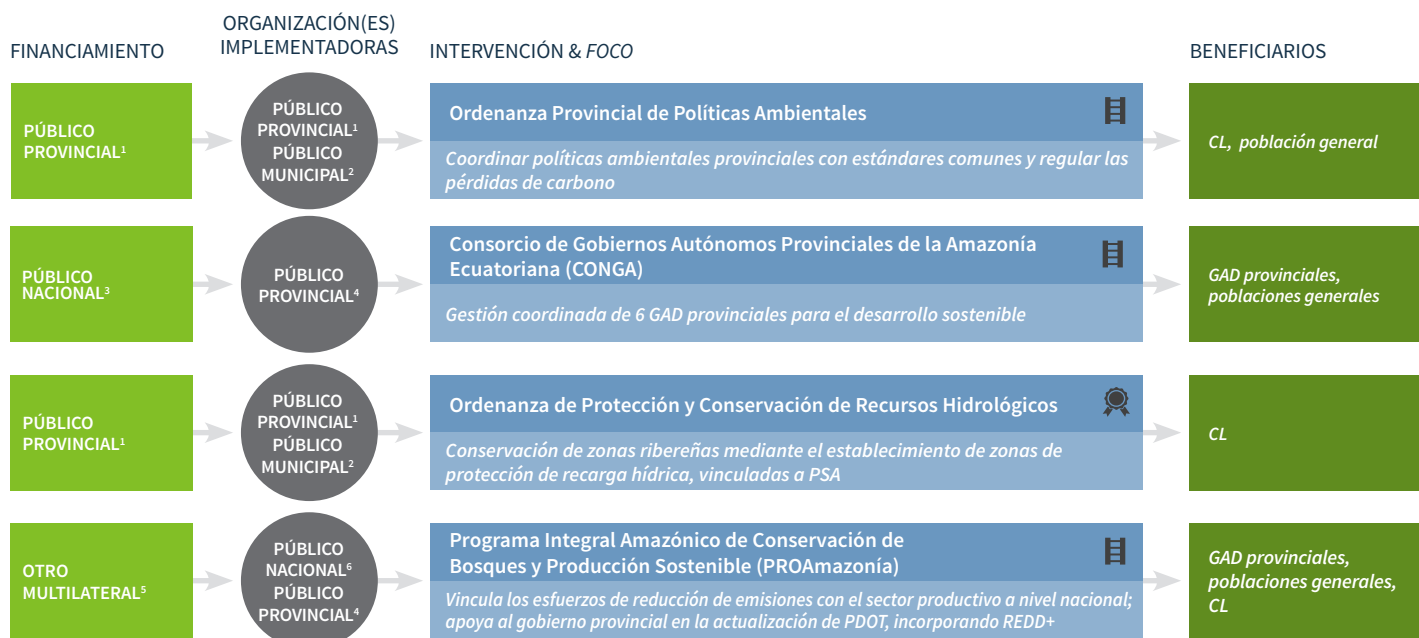 FINANCIAMIENTO
ORGANIZACIÓN(ES)
IMPLEMENTADORAS
INTERVENCIÓN & FOCO
BENEFICIARIOS
PÚBLICO
PROVINCIAL¹
PÚBLICO
PROVINCIAL¹
PÚBLICO
MUNICIPAL²
Ordenanza Provincial de Políticas Ambientales
Coordinar políticas ambientales provinciales con estándares comunes y regular las
pérdidas de carbono
CL, población general
PÚBLICO
NACIONAL³
PÚBLICO
PROVINCIAL⁴
Consorcio de Gobiernos Autónomos Provinciales de la Amazonía
Ecuatoriana (CONGA)
Gestión coordinada de 6 GAD provinciales para el desarrollo sostenible
GAD provinciales,
poblaciones generales
PÚBLICO
PROVINCIAL¹
PÚBLICO
PROVINCIAL¹
PÚBLICO
MUNICIPAL²
Ordenanza de Protección y Conservación de Recursos Hidrológicos
Conservación de zonas ribereñas mediante el establecimiento de zonas de
protección de recarga hídrica, vinculadas a PSA
CL
OTRO
MULTILATERAL⁵
PÚBLICO
NACIONAL⁶
PÚBLICO
PROVINCIAL⁴
Programa Integral Amazónico de Conservación de
Bosques y Producción Sostenible (PROAmazonía)
Vincula los esfuerzos de reducción de emisiones con el sector productivo a nivel nacional;
apoya al gobierno provincial en la actualización de PDOT, incorporando REDD+
GAD provinciales,
poblaciones generales,
CL